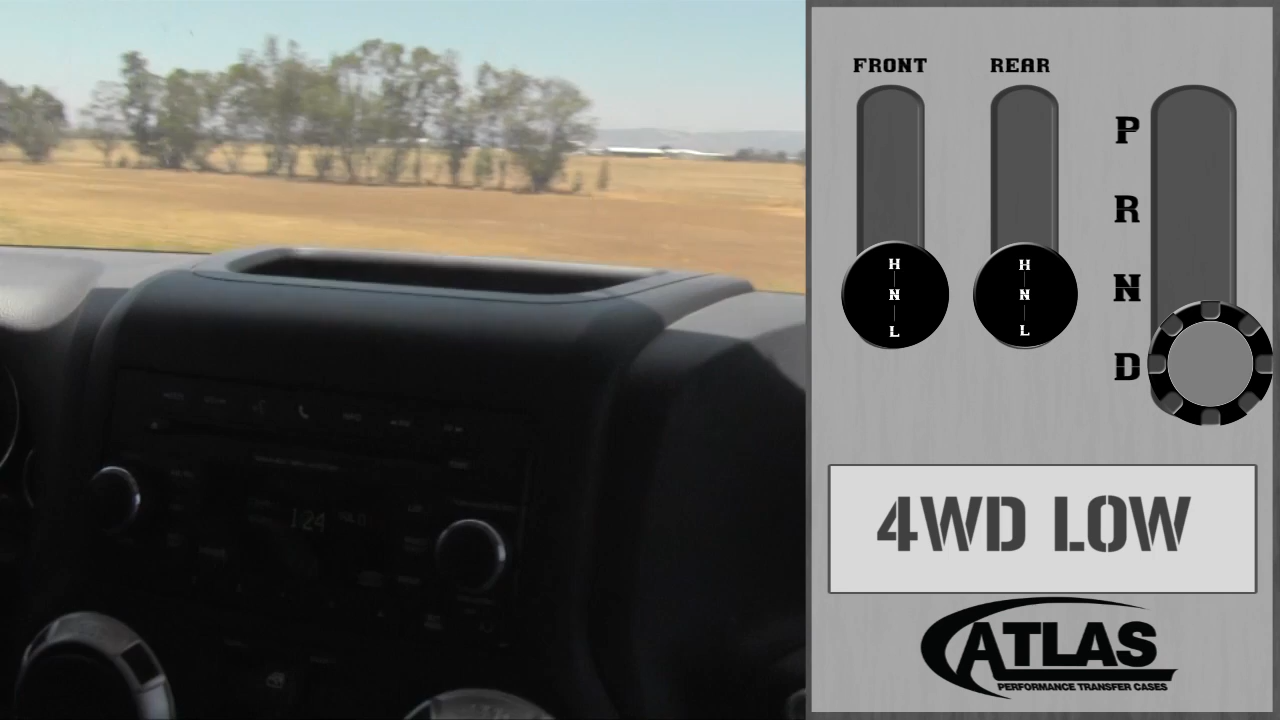 FRONT REAR
P
R
N
D
H
N
L
H
N
L
4WD LOW
ATLAS
PERFORMANCE TRANSFER CASES
124